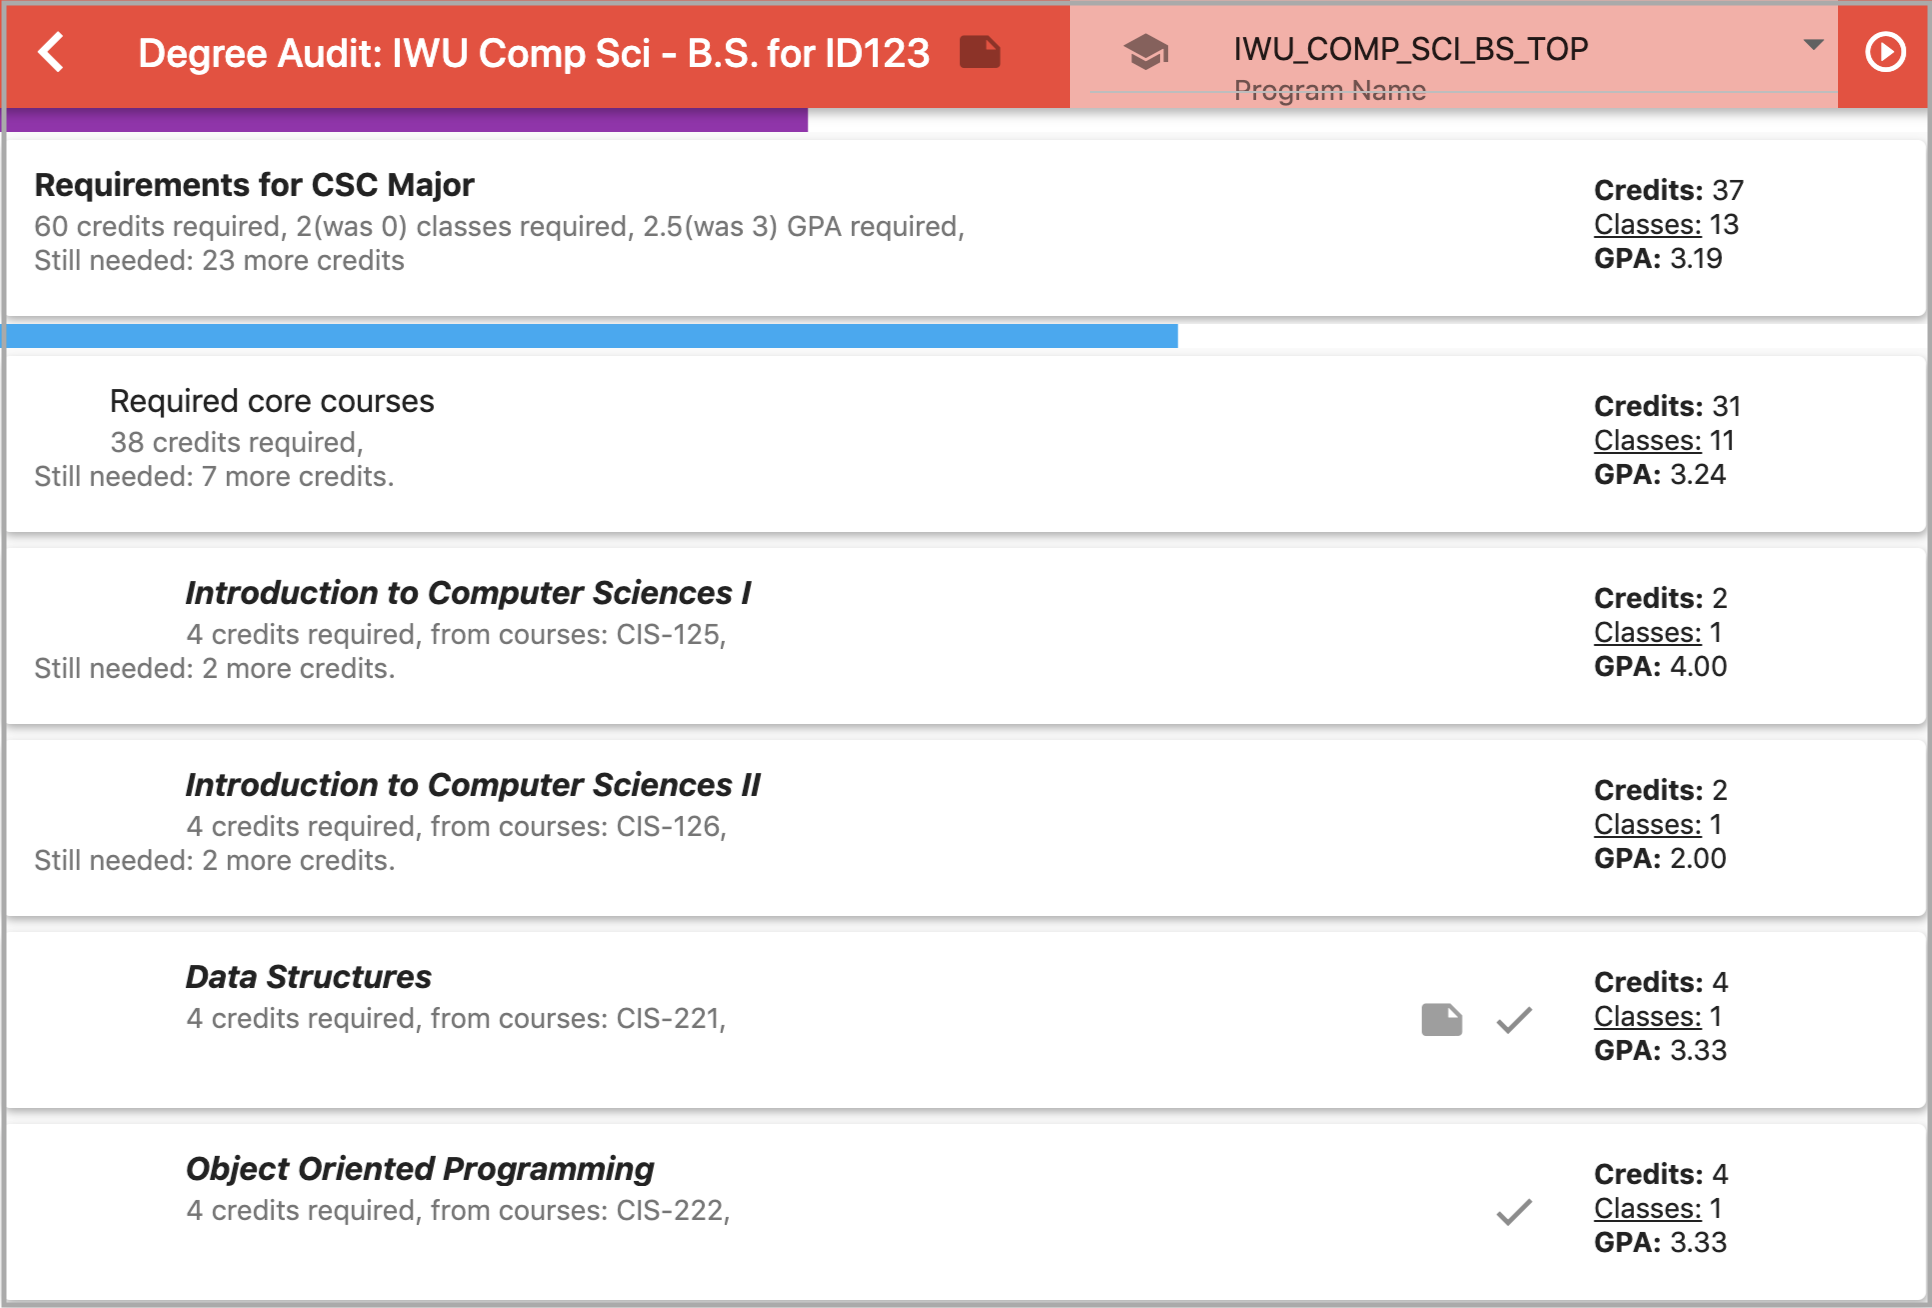 Degree Audit: IWU Comp Sci - B.S. for ID123
IWU_COMP_SCI_BS_TOP
Program Name
Requirements for CSC Major
60 credits required, 2(was 0) classes required, 2.5(was 3) GPA required,
Still needed: 23 more credits
Credits: 37
Classes: 13
GPA: 3.19
Required core courses
38 credits required,
Still needed: 7 more credits.
Credits: 31
Classes: 11
GPA: 3.24
Introduction to Computer Sciences I
4 credits required, from courses: CIS-125,
Still needed: 2 more credits.
Credits: 2
Classes: 1
GPA: 4.00
Introduction to Computer Sciences II
4 credits required, from courses: CIS-126,
Still needed: 2 more credits.
Credits: 2
Classes: 1
GPA: 2.00
Data Structures
4 credits required, from courses: CIS-221,
Credits: 4
Classes: 1
GPA: 3.33
Object Oriented Programming
4 credits required, from courses: CIS-222,
Credits: 4
Classes: 1
GPA: 3.33